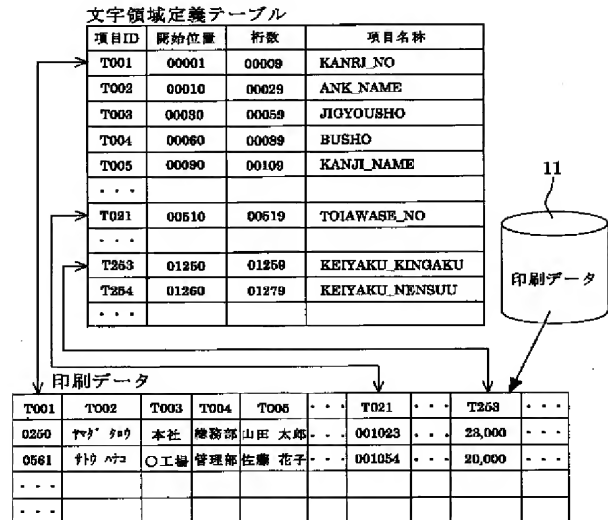 文字領域定義テーブル
項目ID 開始位置 桁数 項目名称
T001 00001 00009 KANRI_NO
T002 00010 00029 ANK_NAME
T003 00030 00059 JIGYOUSHO
T004 00060 00089 BUSHO
T005 00090 00109 KANJI_NAME
・・・
T021 00510 00519 TOIAWASE_NO
・・・
T253 01250 01259 KEIYAKU_KINGAKU
T254 01260 01279 KEIYAKU_NENSUU
・・・
11
印刷データ
印刷データ
T001 T002 T003 T004 T005 ・・・ T021 ・・・ T253 ・・・
0250 ﾔﾏﾀﾞ ﾀﾛｳ 本社 総務部 山田 太郎 ・・・ 001023 ・・・ 23,000 ・・・
0561 ｻﾄｳ ﾊﾅｺ ○工場 管理部 佐藤 花子 ・・・ 001054 ・・・ 20,000 ・・・
・・・
・・・